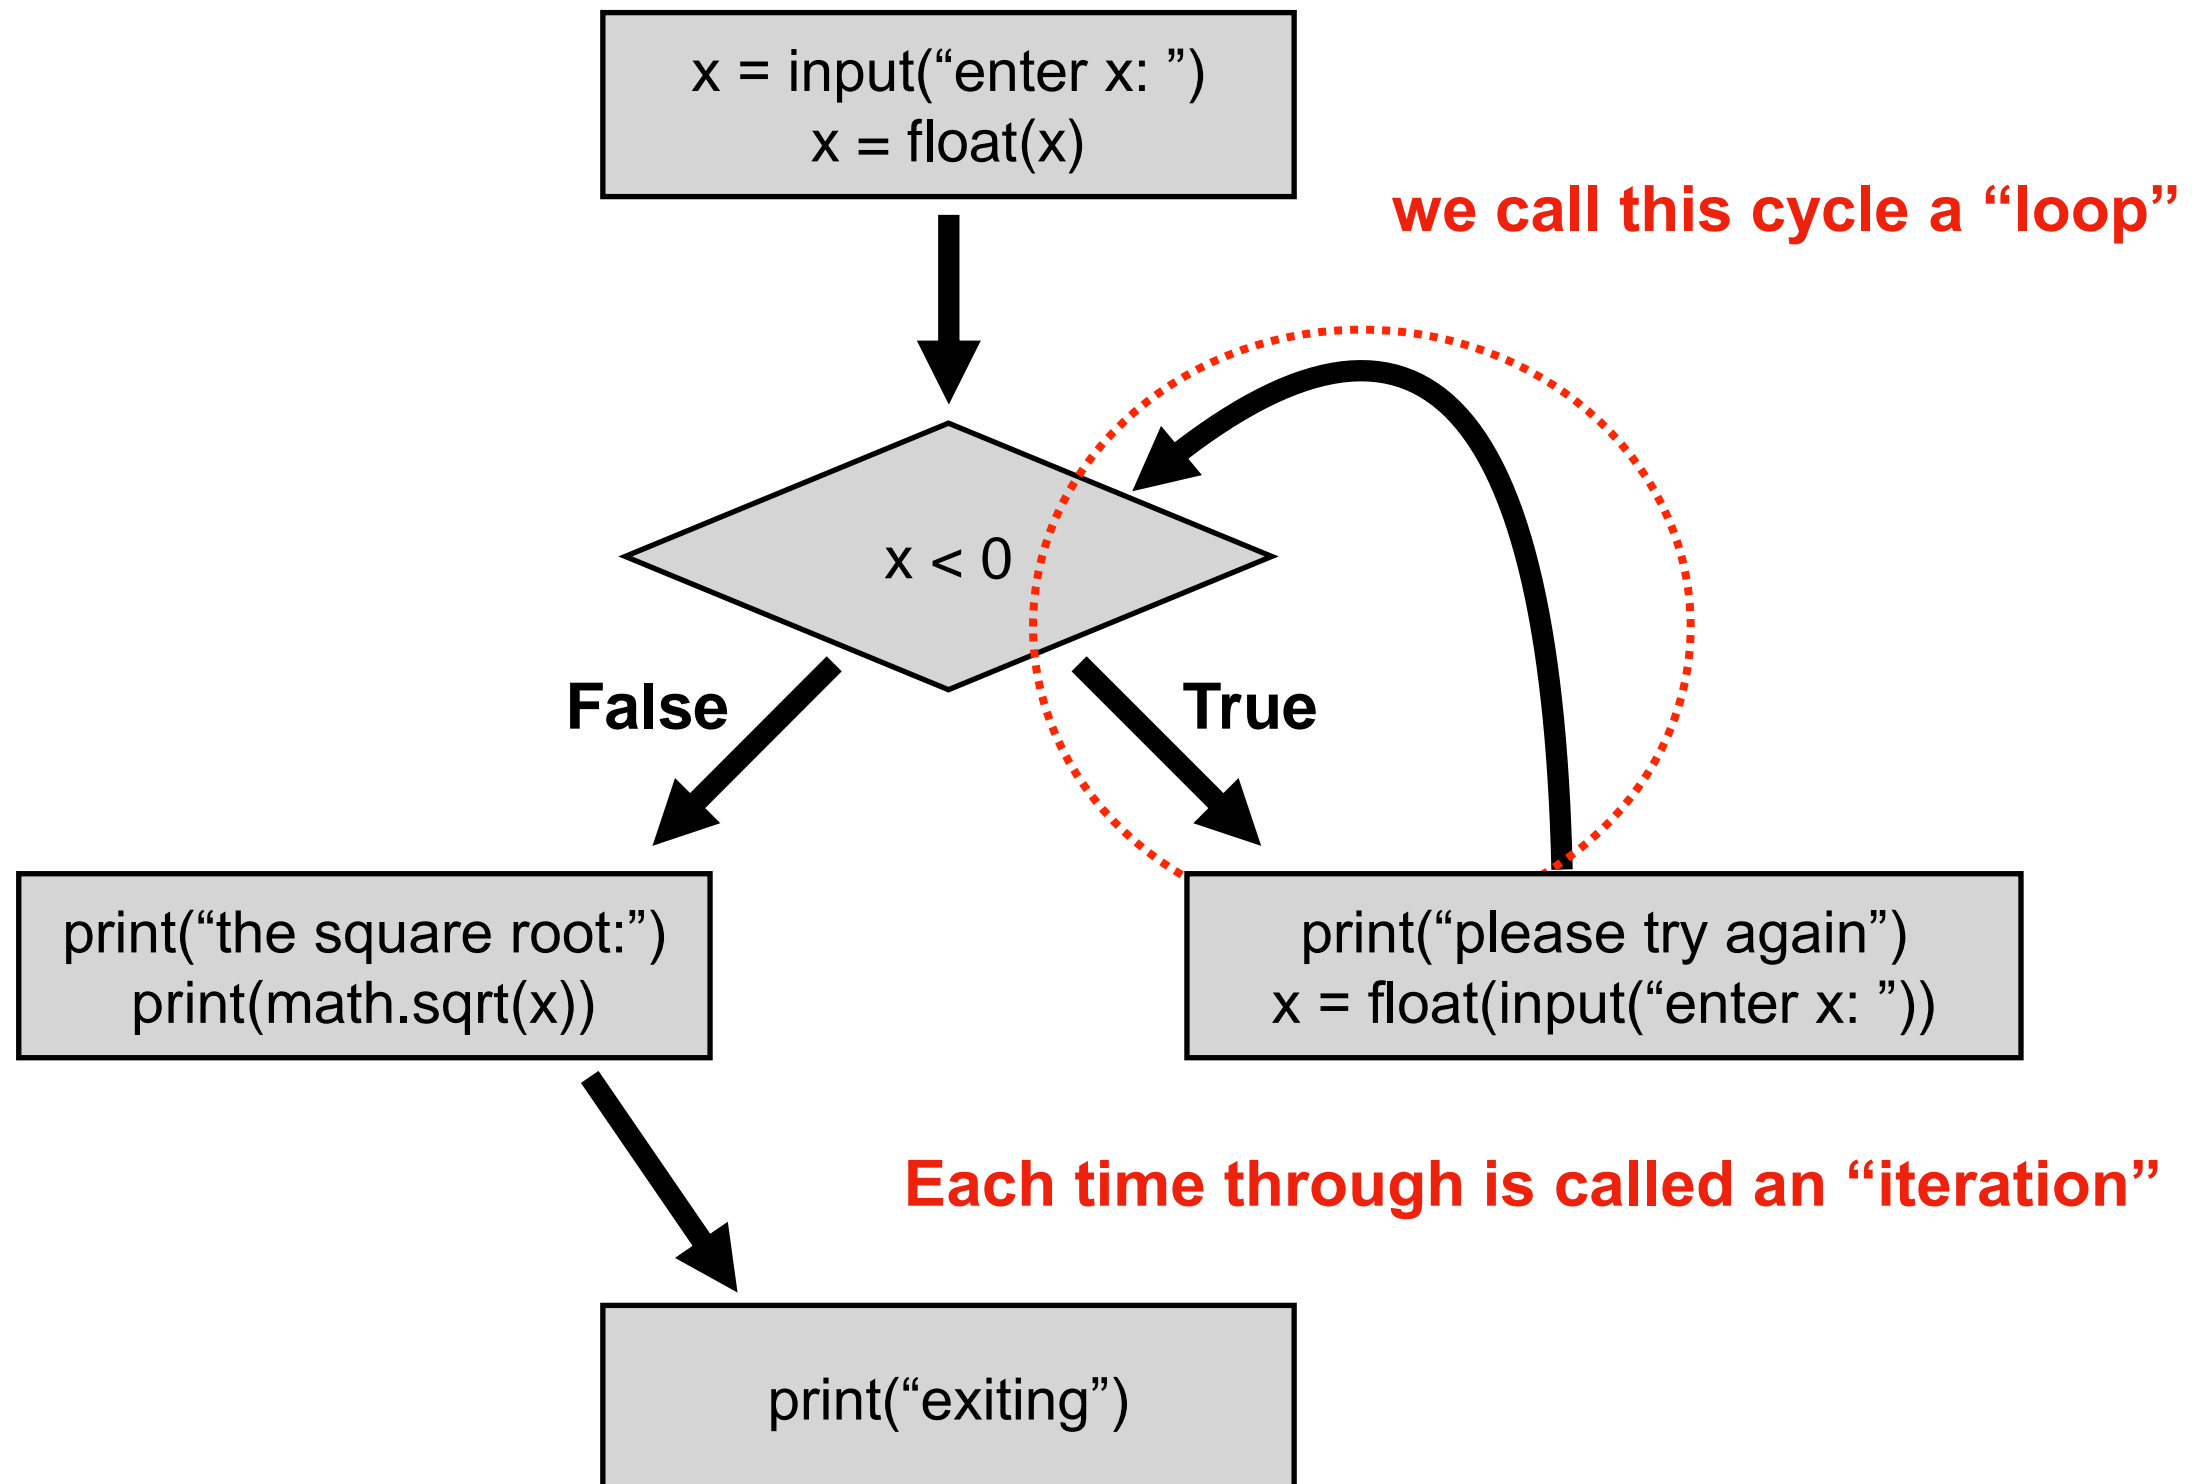 x = input(“enter x: ”)
x = float(x)
we call this cycle a “loop”
x < 0
False
True
print(“the square root:”)
print(math.sqrt(x))
print(“please try again”)
x = float(input(“enter x: ”))
Each time through is called an “iteration”
print(“exiting”)